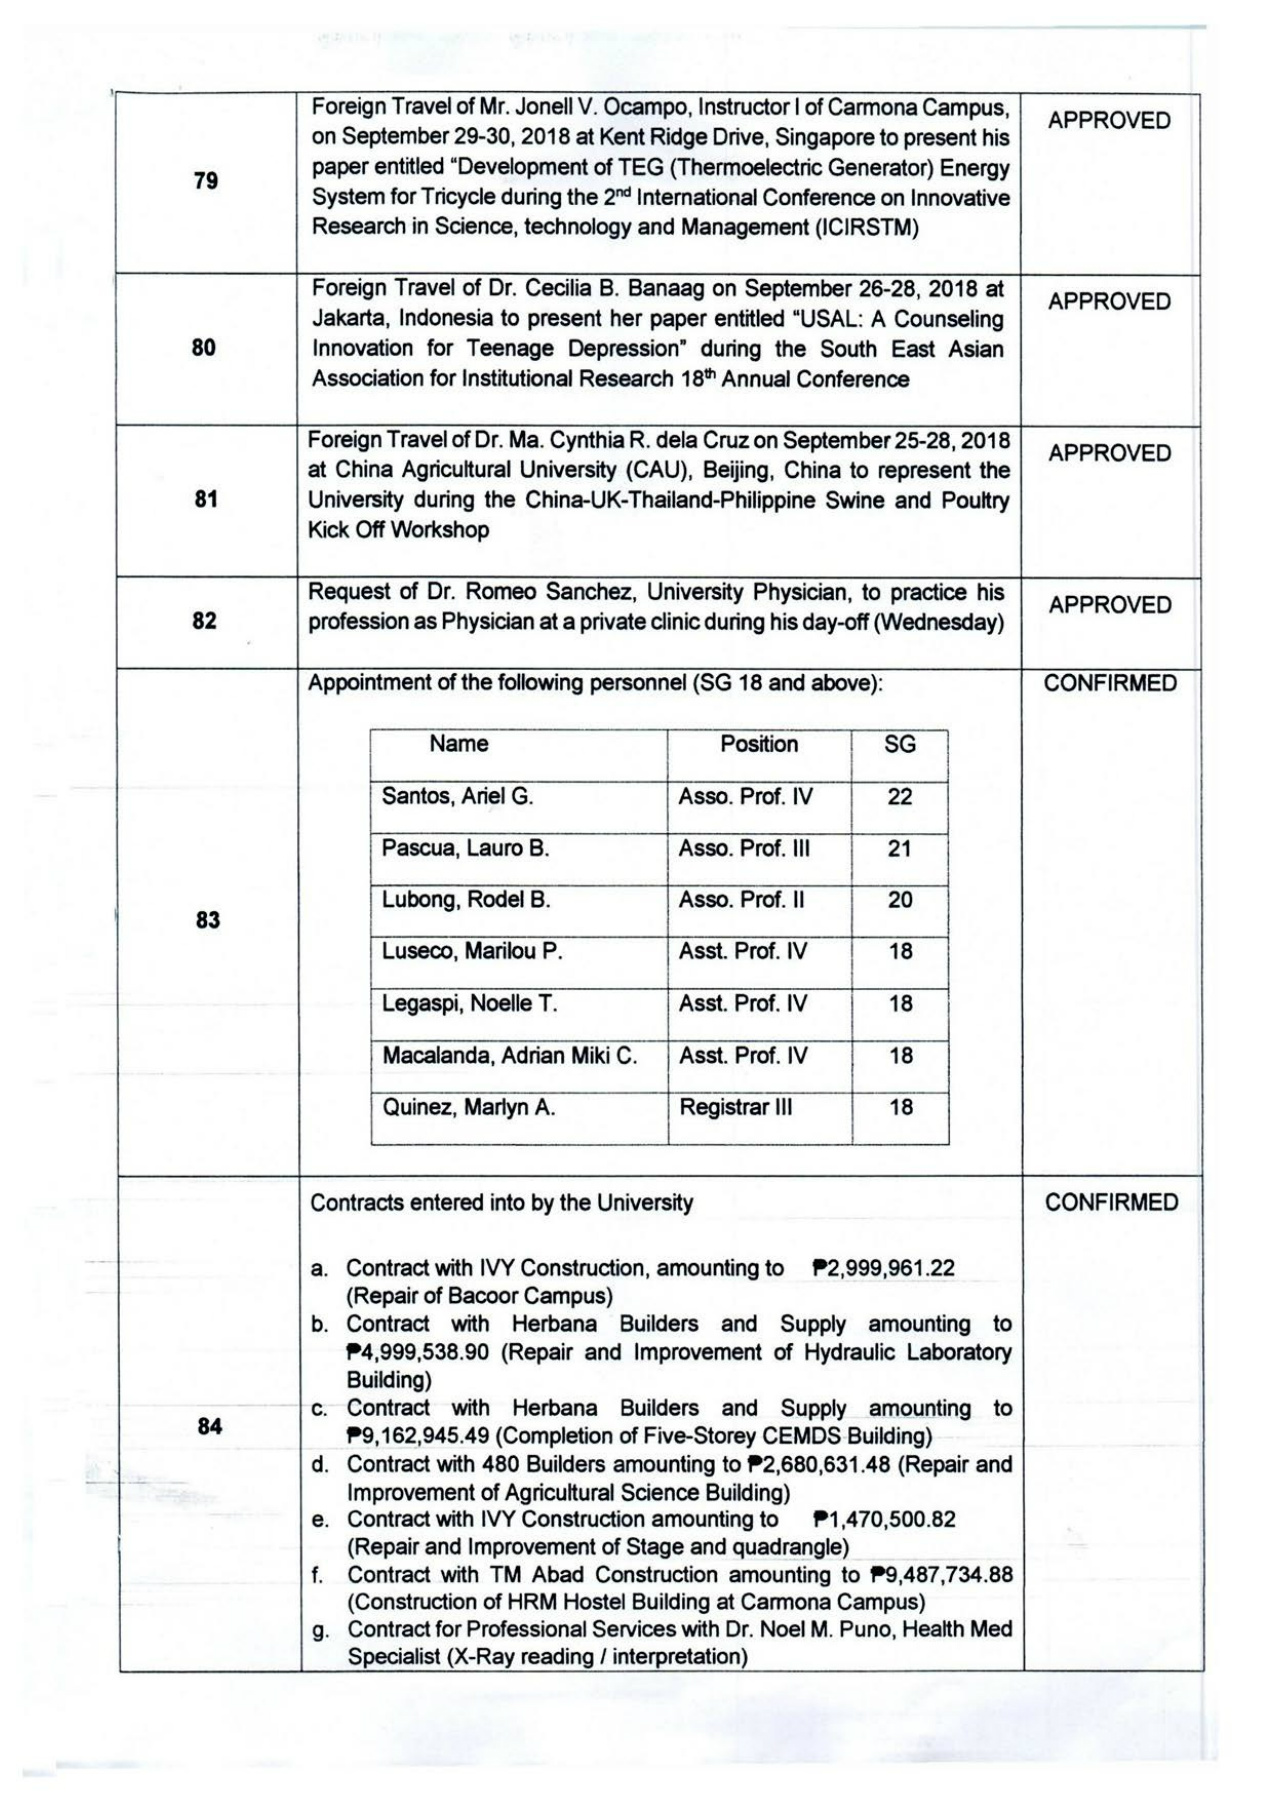 Foreign Travel of Mr. Jonell V. Ocampo, Instructor I of Carmona Campus,
APPROVED
on September 29-30, 2018 at Kent Ridge Drive, Singapore to present his
paper entitled "Development of TEG (Thermoelectric Generator) Energy
79
System for Tricycle during the 2nd International Conference on Innovative
Research in Science, technology and Management (ICIRSTM)
Foreign Travel of Dr. Cecilia B. Banaag on September 26-28, 2018 at
APPROVED
Jakarta, Indonesia to present her paper entitled "USAL: A Counseling
80
Innovation for Teenage Depression" during the South East Asian
Association for Institutional Research 18th Annual Conference
Foreign Travel of Dr. Ma. Cynthia R. dela Cruz on September 25-28, 2018
APPROVED
at China Agricultural University (CAU), Beijing, China to represent the
81
University during the China-UK-Thailand-Philippine Swine and Poultry
Kick Off Workshop
Request of Dr. Romeo Sanchez, University Physician, to practice his
APPROVED
82
profession as Physician at a private clinic during his day-off (Wednesday)
Appointment of the following personnel (SG 18 and above):
CONFIRMED
Name Position SG
Santos, Ariel G. Asso. Prof. IV 22
Pascua, Lauro B. Asso. Prof. III 21
Lubong, Rodel B. Asso. Prof. II 20
83
Luseco, Marilou P. Asst. Prof. IV 18
Legaspi, Noelle T. Asst. Prof. IV 18
Macalanda, Adrian Miki C. Asst. Prof. IV 18
Quinez, Marlyn A. Registrar III 18
Contracts entered into by the University
CONFIRMED
a. Contract with IVY Construction, amounting to ₱2,999,961.22
(Repair of Bacoor Campus)
b. Contract with Herbana Builders and Supply amounting to
₱4,999,538.90 (Repair and Improvement of Hydraulic Laboratory
Building)
c. Contract with Herbana Builders and Supply amounting to
84
₱9,162,945.49 (Completion of Five-Storey CEMDS Building)
d. Contract with 480 Builders amounting to ₱2,680,631.48 (Repair and
Improvement of Agricultural Science Building)
e. Contract with IVY Construction amounting to ₱1,470,500.82
(Repair and Improvement of Stage and quadrangle)
f. Contract with TM Abad Construction amounting to ₱9,487,734.88
(Construction of HRM Hostel Building at Carmona Campus)
g. Contract for Professional Services with Dr. Noel M. Puno, Health Med
Specialist (X-Ray reading / interpretation)